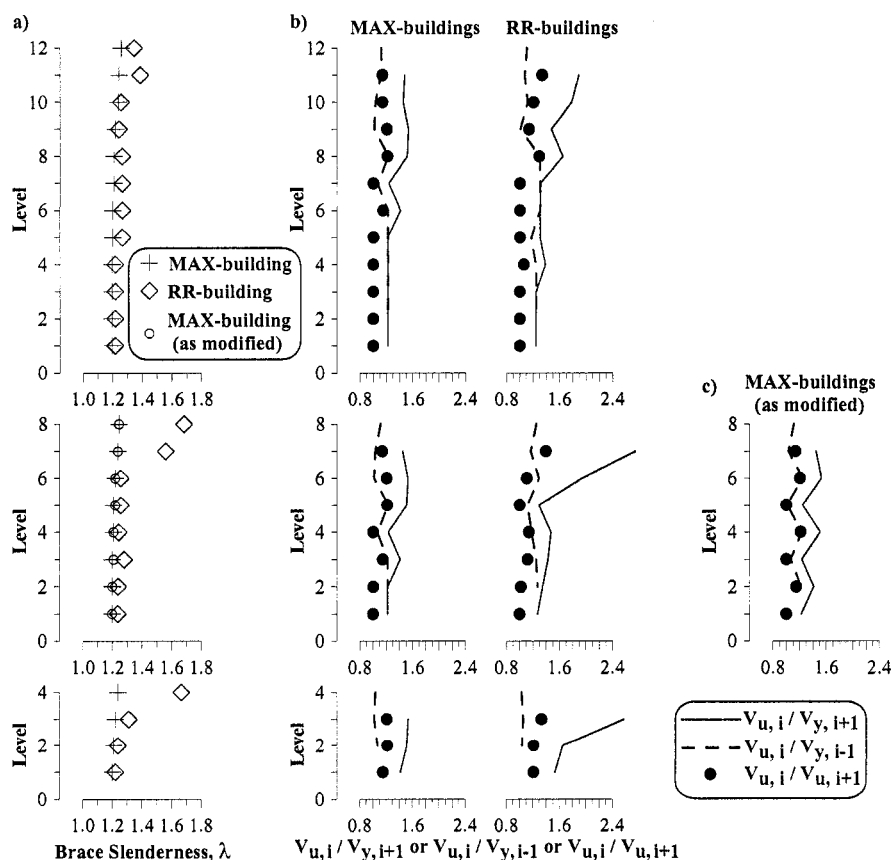 a)
b)
MAX-buildings
RR-buildings
12
10
8
6
4
2
0
Level
MAX-building
RR-building
MAX-building
(as modified)
1.0 1.2 1.4 1.6 1.8
0.8 1.6 2.4
0.8 1.6 2.4
c)
MAX-buildings
(as modified)
8
6
4
2
0
Level
1.0 1.2 1.4 1.6 1.8
0.8 1.6 2.4
0.8 1.6 2.4
8
6
4
2
0
Level
0.8 1.6 2.4
4
2
0
Level
1.0 1.2 1.4 1.6 1.8
0.8 1.6 2.4
0.8 1.6 2.4
V u, i / V y, i+1
V u, i / V y, i-1
V u, i / V u, i+1
Brace Slenderness, λ
V u, i / V y, i+1 or V u, i / V y, i-1 or V u, i / V u, i+1